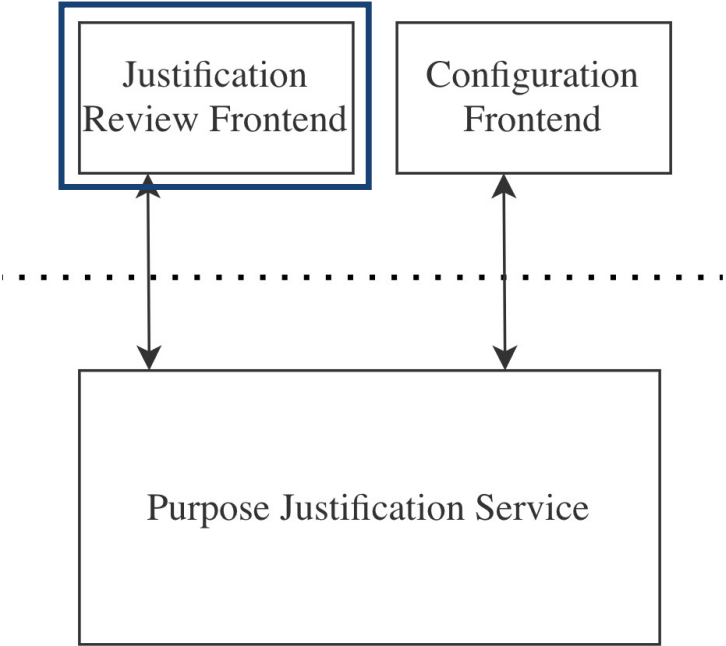 Justification
Review Frontend
Configuration
Frontend
Purpose Justification Service